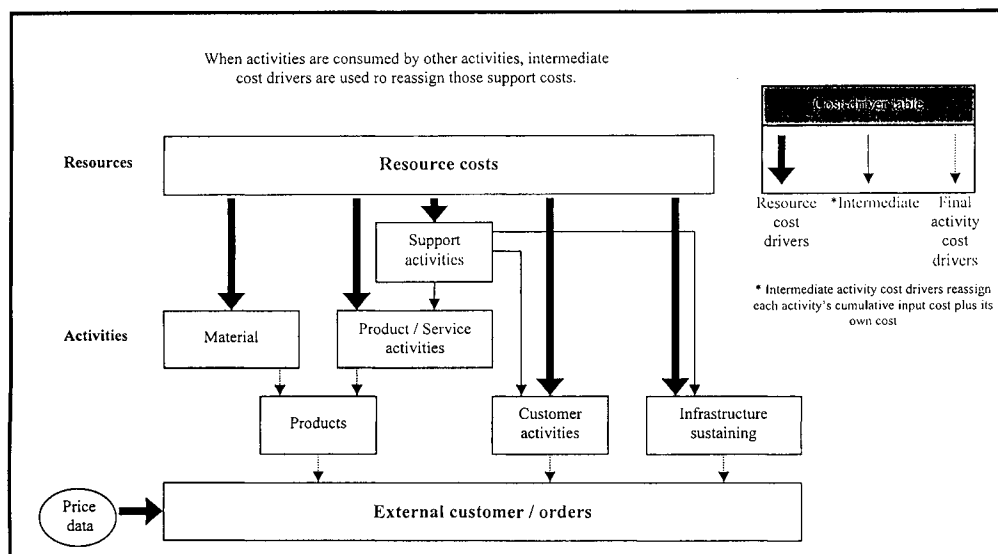 When activities are consumed by other activities, intermediate
cost drivers are used ro reassign those support costs.
Cost-driver table
Resources
Resource costs
Resource
cost
drivers
*Intermediate
Final
activity
cost
drivers
Support
activities
* Intermediate activity cost drivers reassign
each activity's cumulative input cost plus its
own cost
Activities
Material
Product / Service
activities
Products
Customer
activities
Infrastructure
sustaining
Price
data
External customer / orders